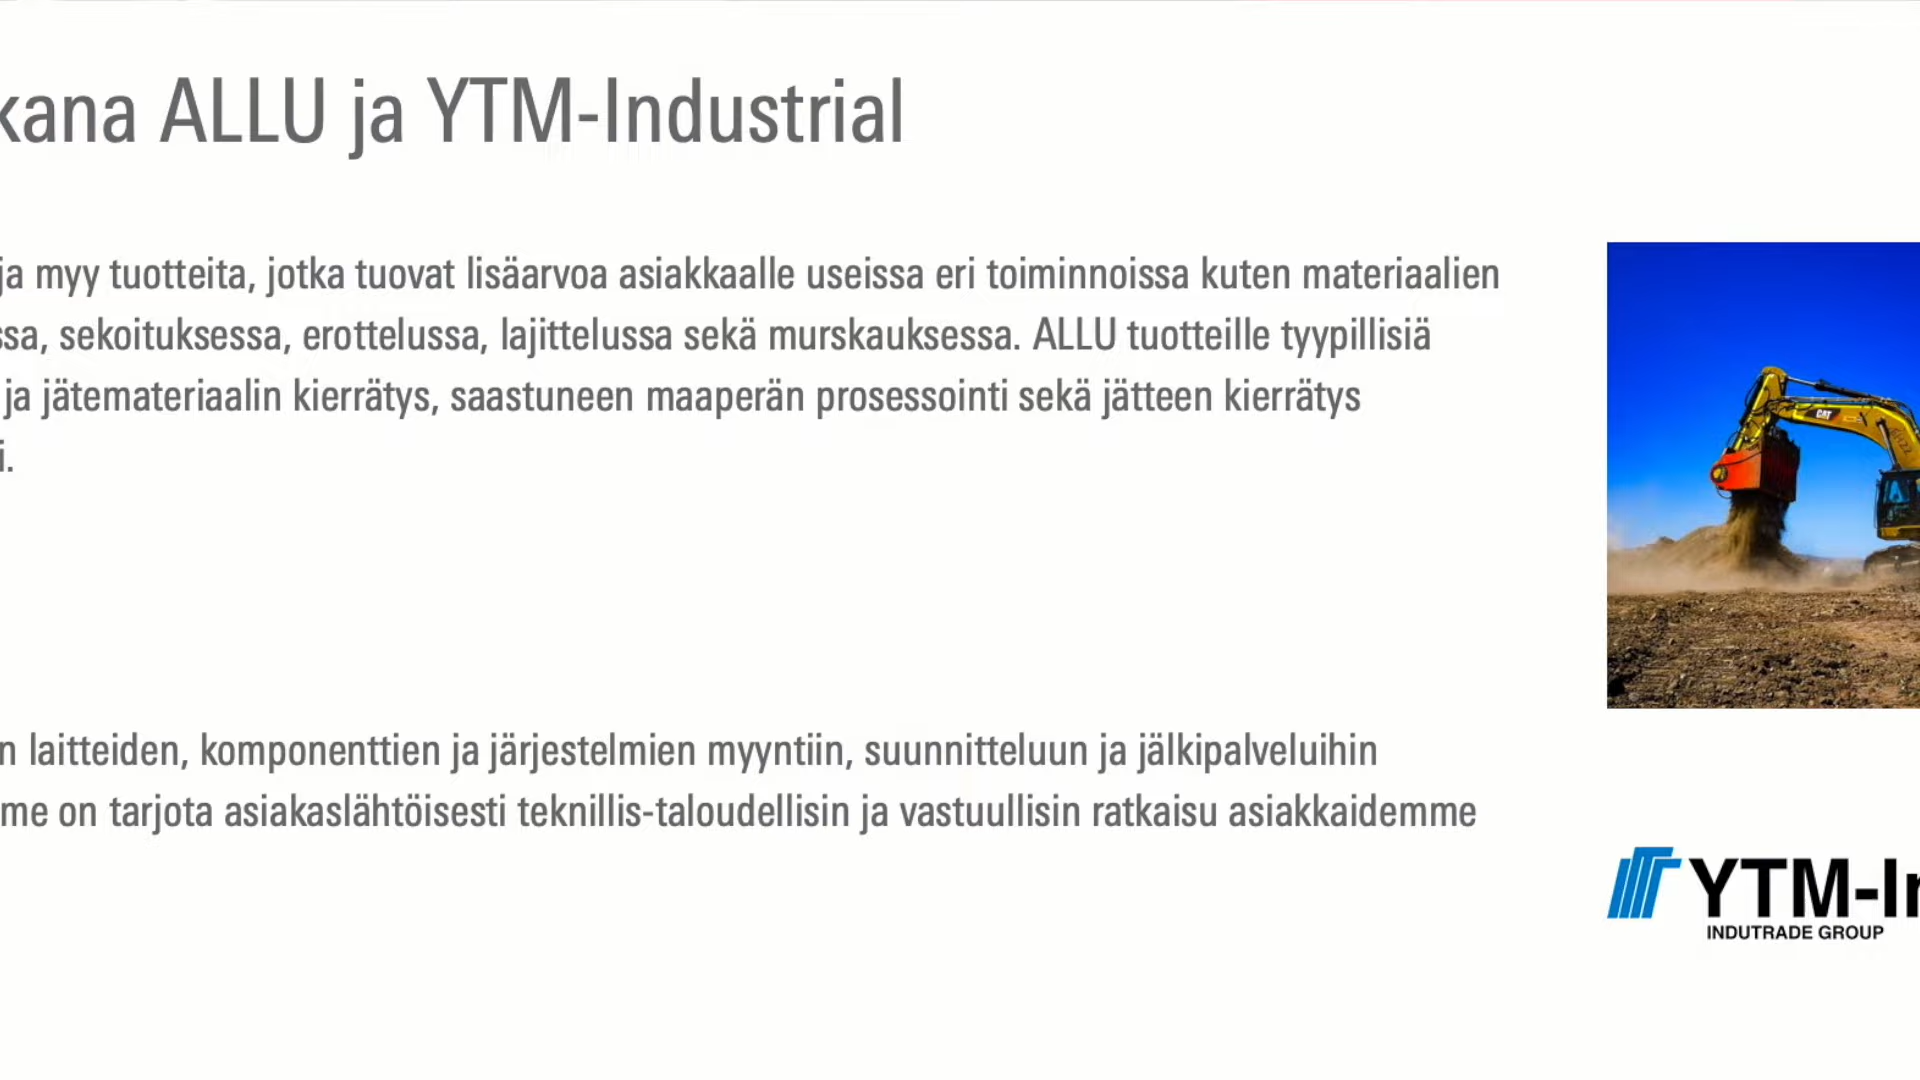 kana ALLU ja YTM-Industrial
ja myy tuotteita, jotka tuovat lisäarvoa asiakkaalle useissa eri toiminnoissa kuten materiaalien
ssa, sekoituksessa, erottelussa, lajittelussa sekä murskauksessa. ALLU tuotteille tyypillisiä
ja jätemateriaalin kierrätys, saastuneen maaperän prosessointi sekä jätteen kierrätys
i.
CAT
n laitteiden, komponenttien ja järjestelmien myyntiin, suunnitteluun ja jälkipalveluihin
me on tarjota asiakaslähtöisesti teknillis-taloudellisin ja vastuullisin ratkaisu asiakkaidemme
YTM-In
INDUTRADE GROUP